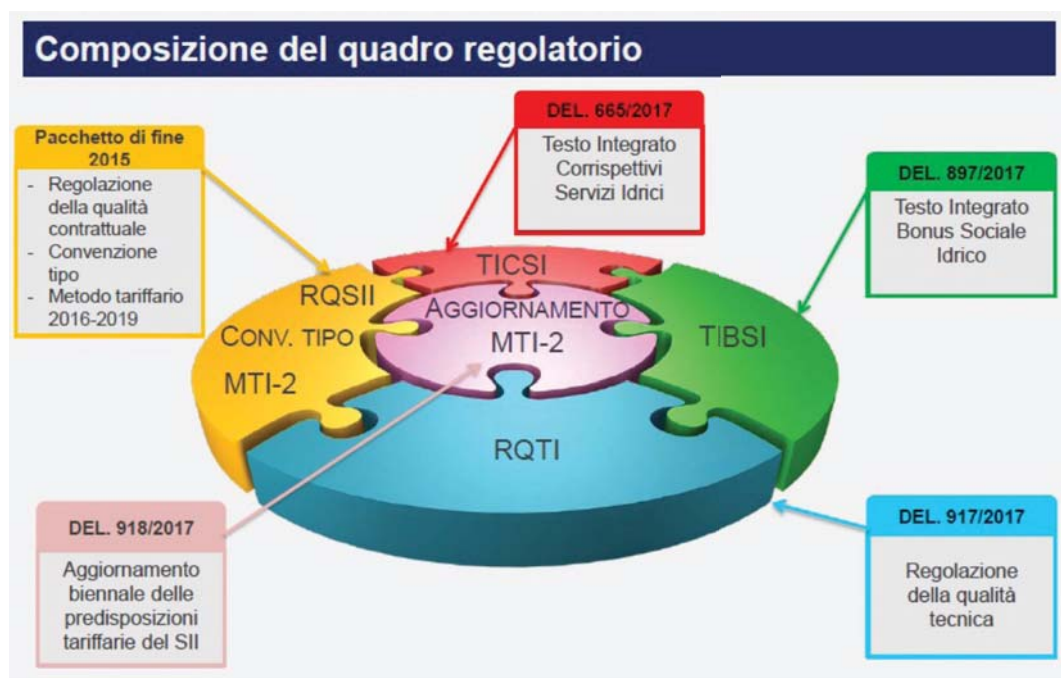 Composizione del quadro regolatorio
Pacchetto di fine
2015
- Regolazione
della qualità
contrattuale
- Convenzione
tipo
- Metodo tariffario
2016-2019
DEL. 665/2017
Testo Integrato
Corrispettivi
Servizi Idrici
DEL. 897/2017
Testo Integrato
Bonus Sociale
Idrico
TICSI
RQSII
CONV. TIPO
MTI-2
AGGIORNAMENTO
MTI-2
TIBSI
RQTI
DEL. 918/2017
Aggiornamento
biennale delle
predisposizioni
tariffarie del SII
DEL. 917/2017
Regolazione
della qualità
tecnica